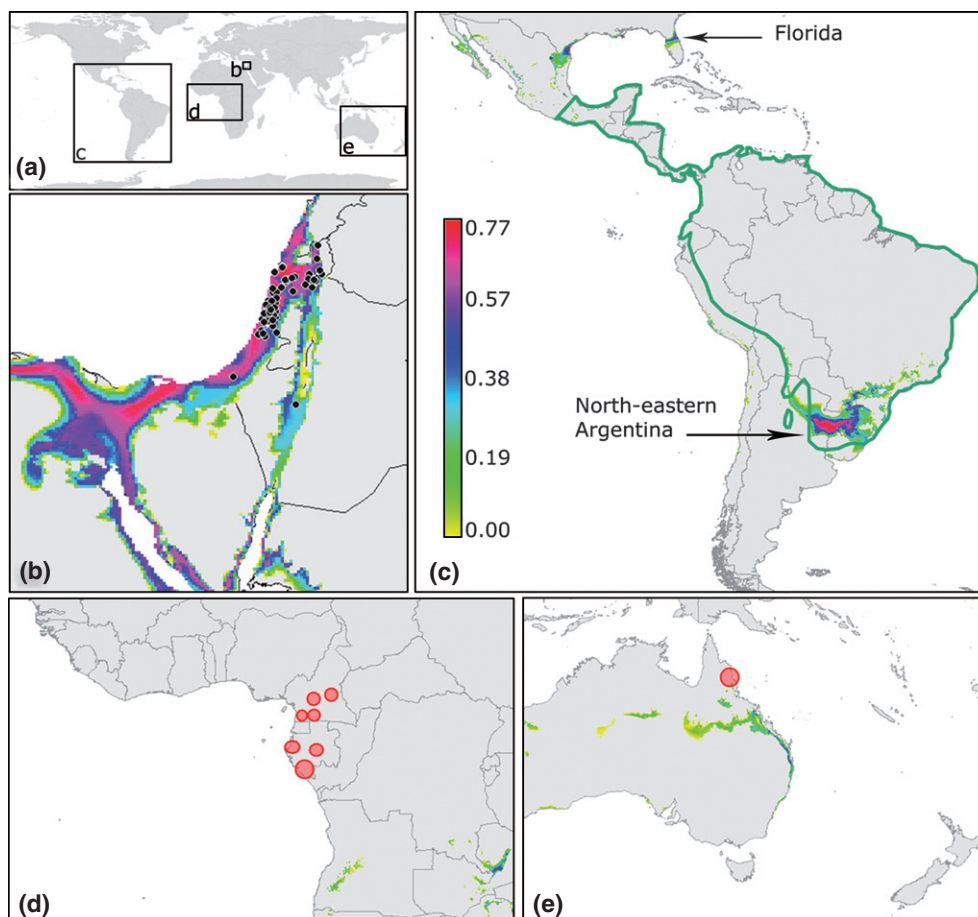 b
d
c
e
(a)
Florida
0.77
0.57
0.38
0.19
0.00
North-eastern
Argentina
(b)
(c)
(d)
(e)